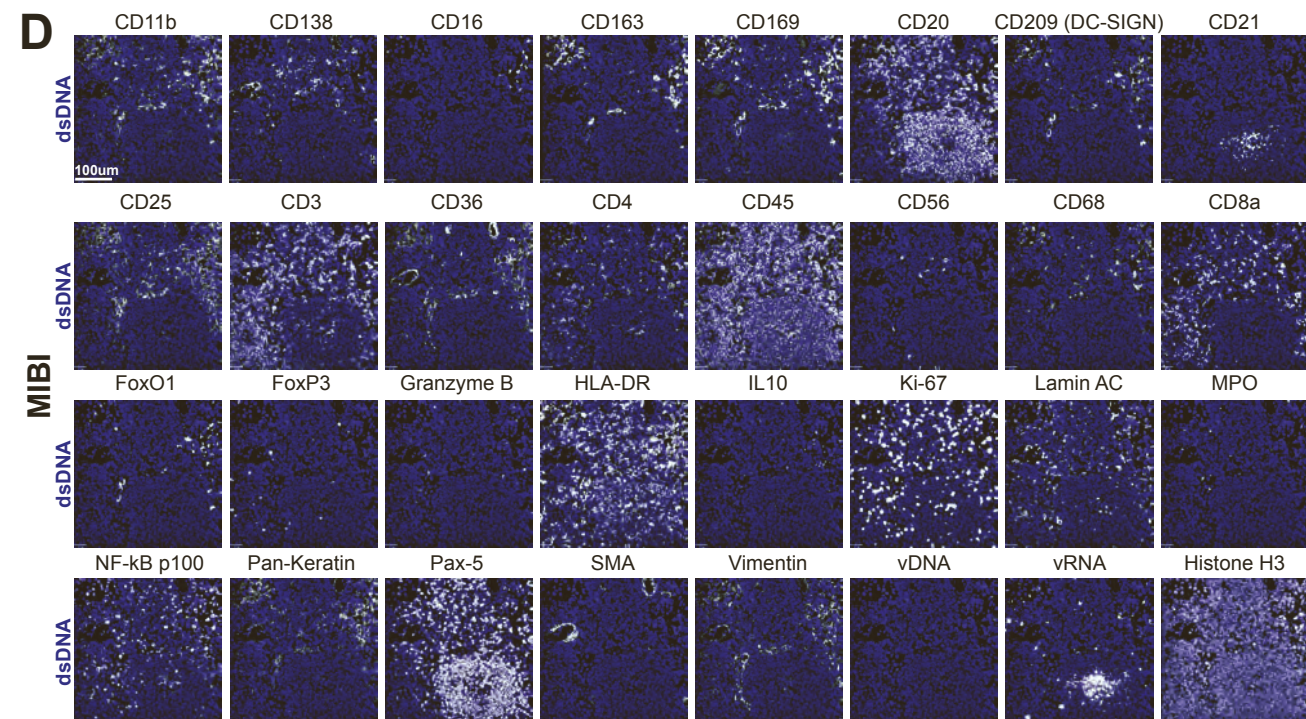 D
CD11b CD138 CD16 CD163 CD169 CD20 CD209 (DC-SIGN) CD21
dsDNA
100um
CD25 CD3 CD36 CD4 CD45 CD56 CD68 CD8a
dsDNA
MIBI
FoxO1 FoxP3 Granzyme B HLA-DR IL10 Ki-67 Lamin AC MPO
dsDNA
NF-kB p100 Pan-Keratin Pax-5 SMA Vimentin vDNA vRNA Histone H3
dsDNA